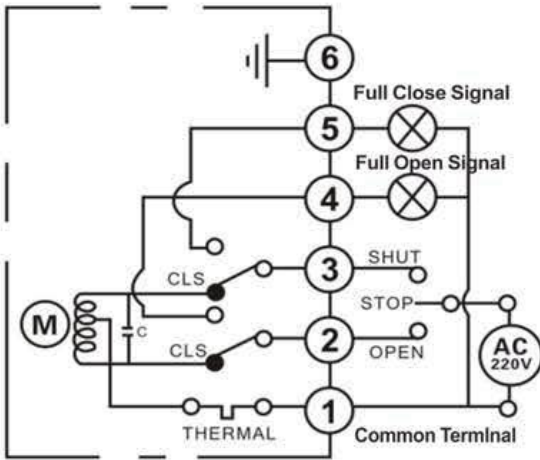 6
Full Close Signal
5
Full Open Signal
4
CLS
3
SHUT
STOP
M
C
CLS
2
OPEN
AC
220V
THERMAL
1
Common TermInal